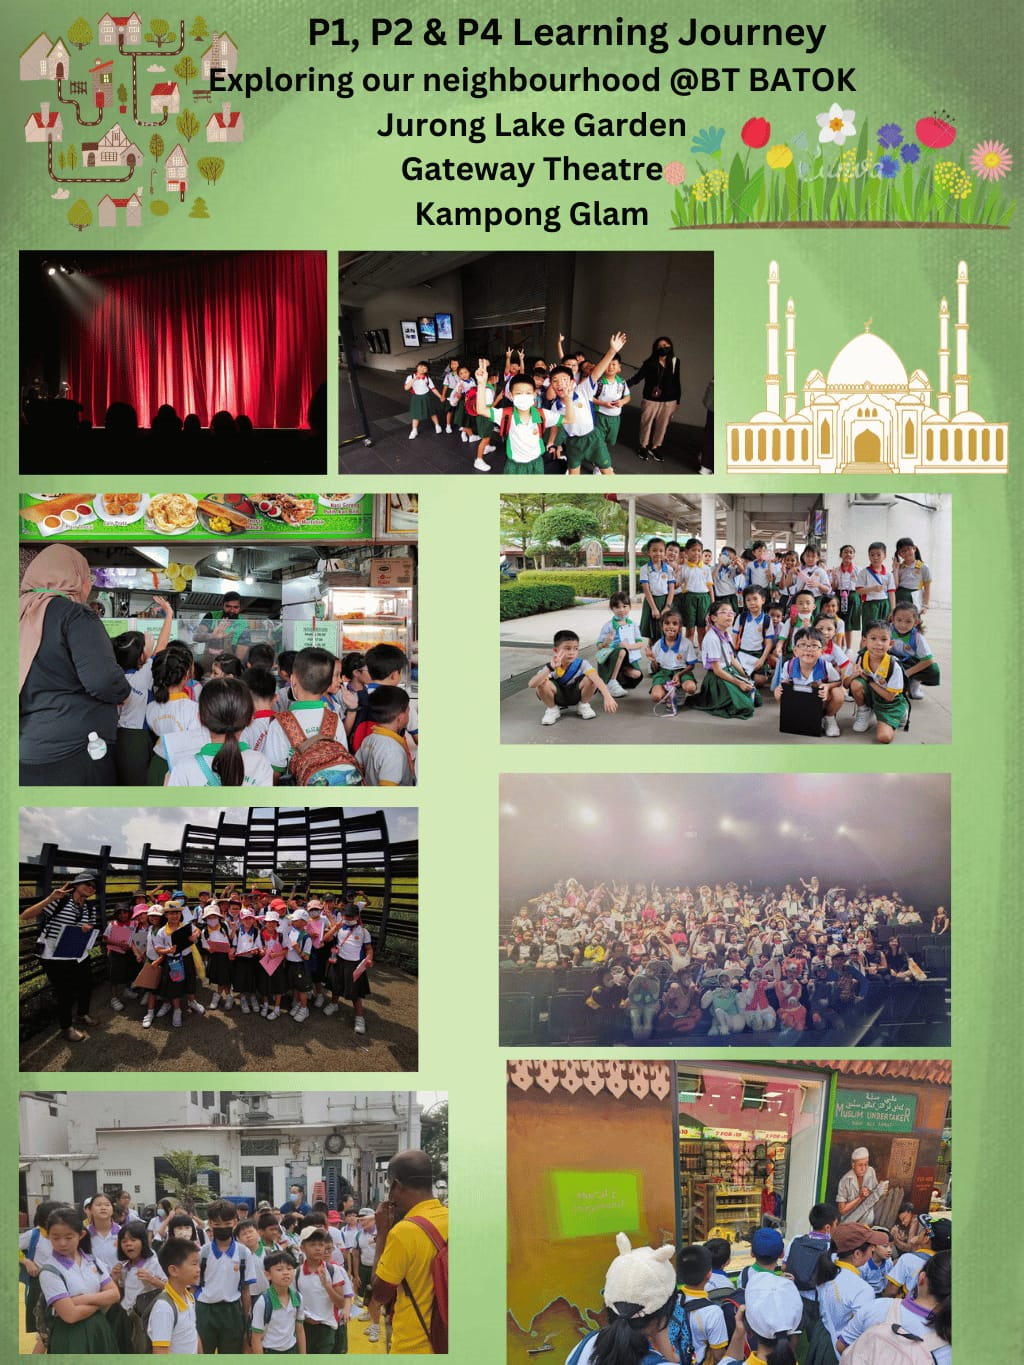 P1, P2 & P4 Learning Journey
Exploring our neighbourhood @BT BATOK
Jurong Lake Garden
Gateway Theatre
Kampong Glam
Canva
MUSLIM UNDERTAKER